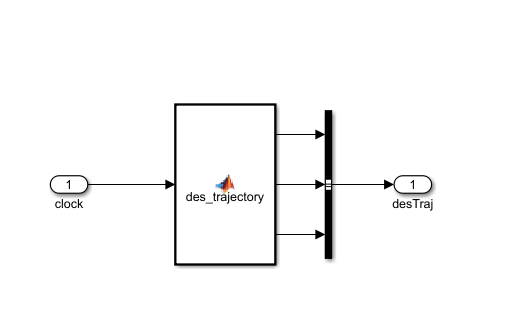 1
clock
des_trajectory
1
desTraj